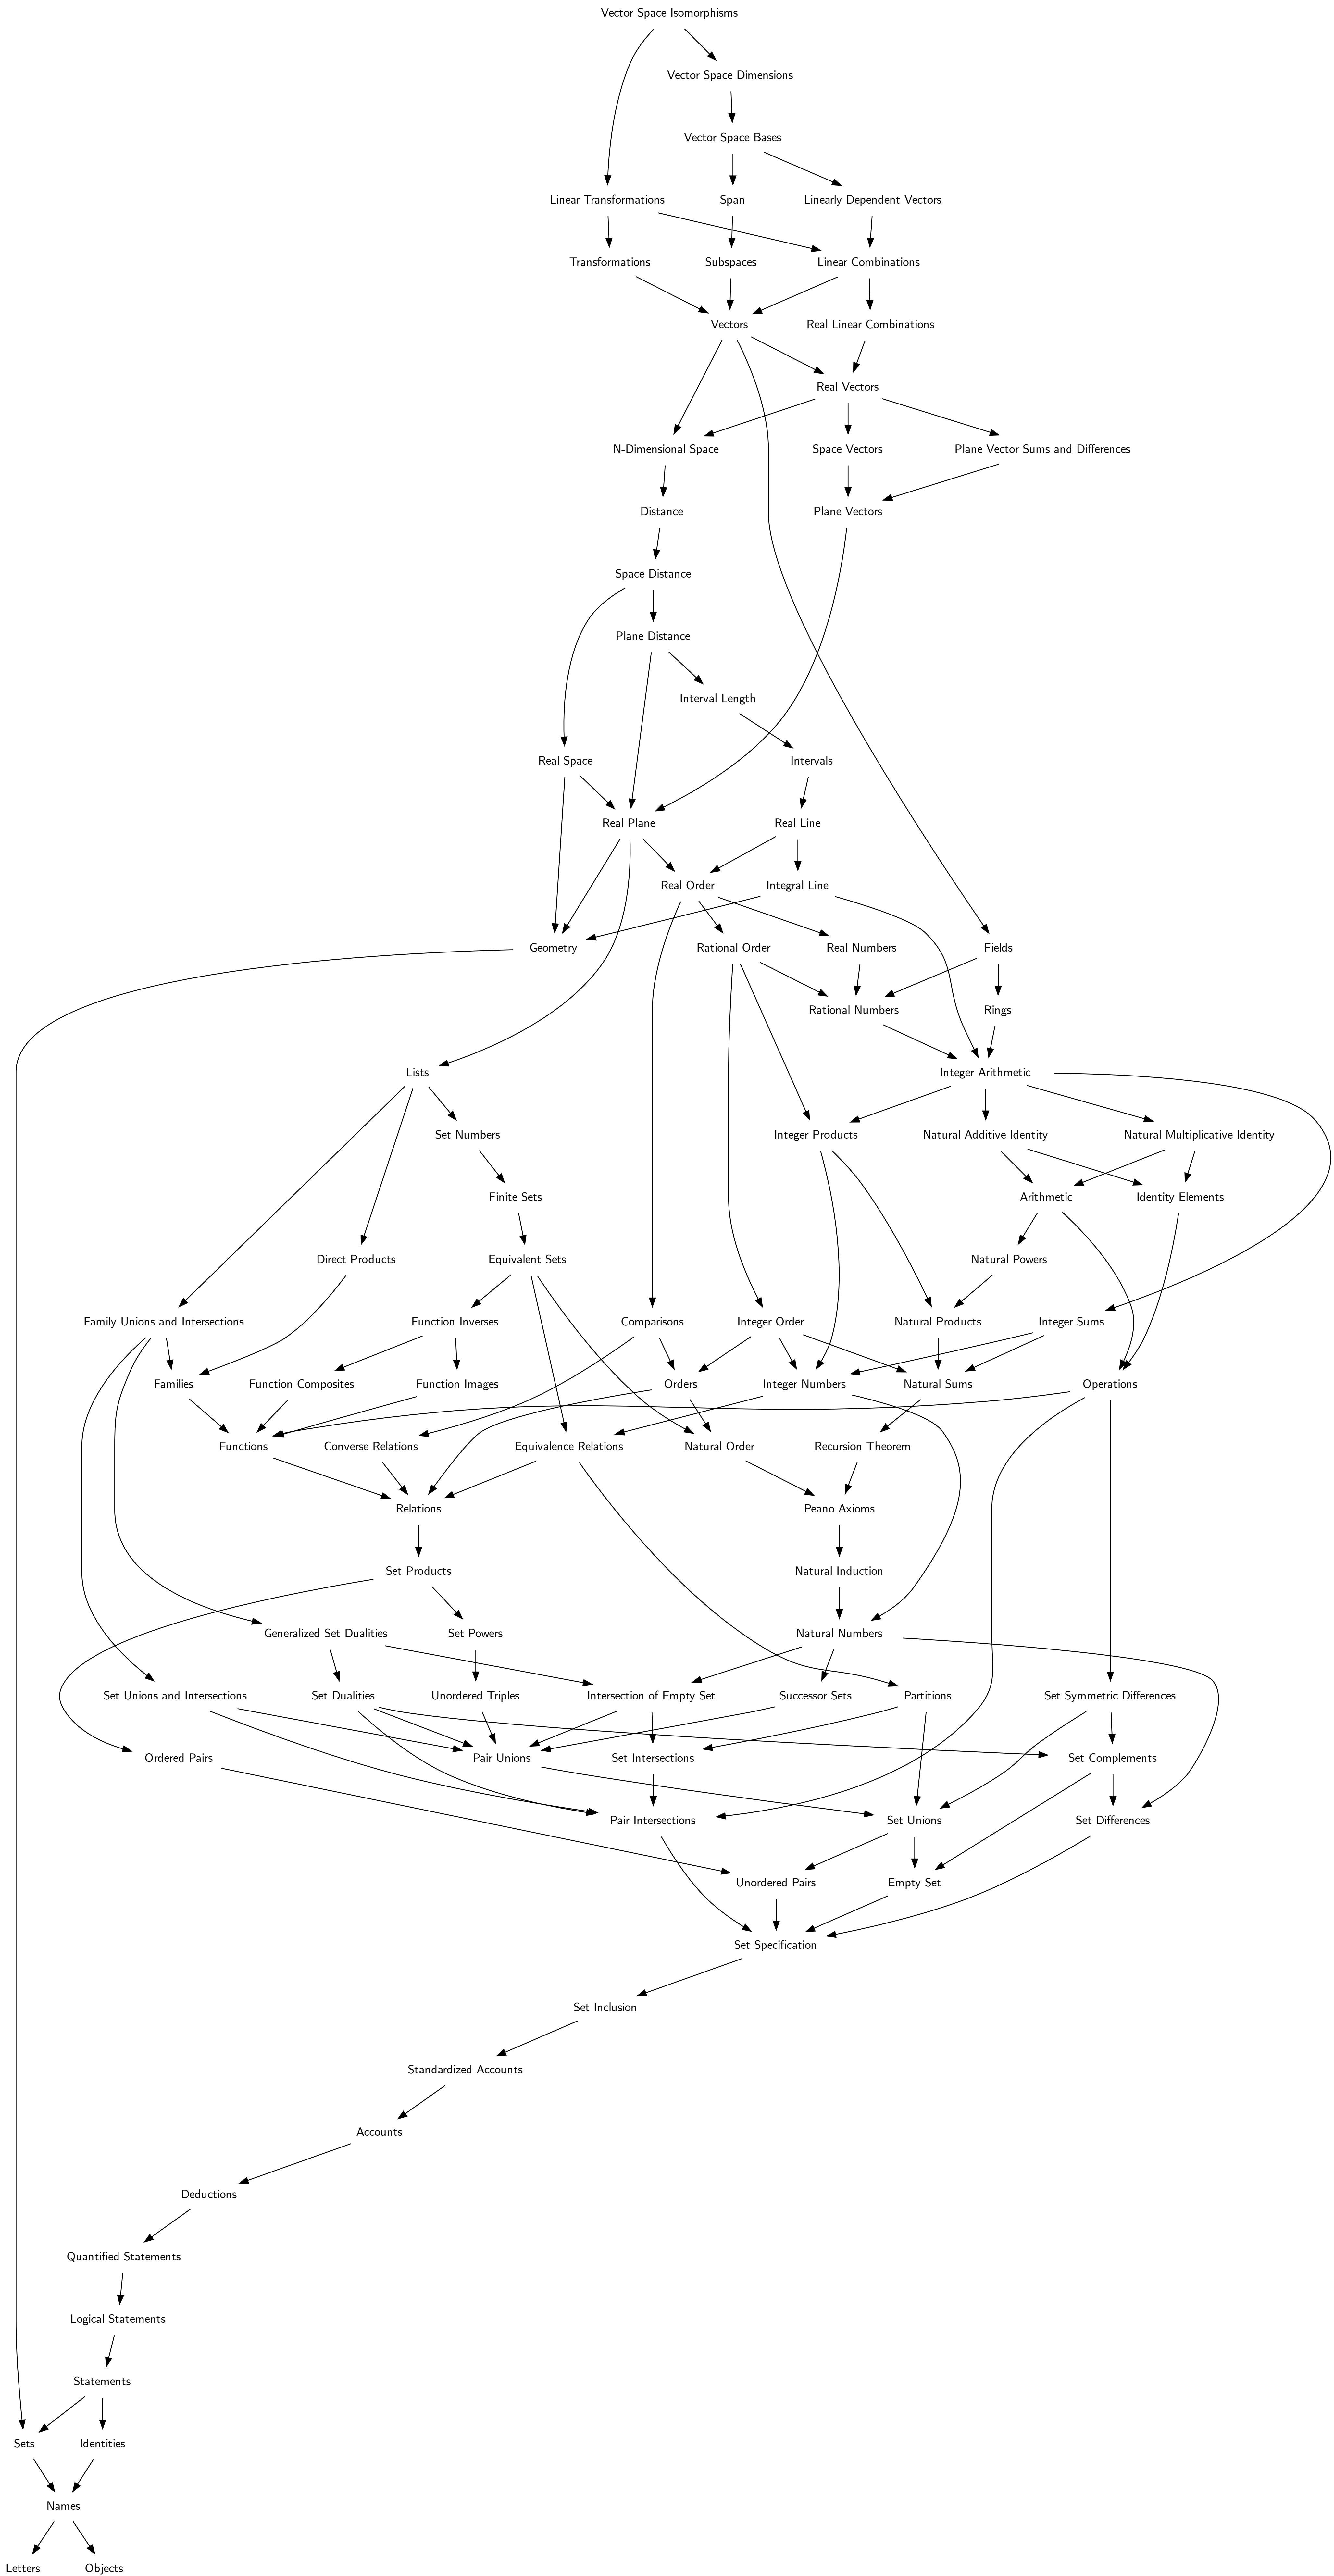 Vector Space Isomorphisms
Vector Space Dimensions
Vector Space Bases
Linear Transformations
Span
Linearly Dependent Vectors
Transformations
Subspaces
Linear Combinations
Vectors
Real Linear Combinations
Real Vectors
N-Dimensional Space
Space Vectors
Plane Vector Sums and Differences
Distance
Plane Vectors
Space Distance
Plane Distance
Interval Length
Real Space
Intervals
Real Plane
Real Line
Real Order
Integral Line
Geometry
Rational Order
Real Numbers
Fields
Rational Numbers
Rings
Lists
Integer Arithmetic
Set Numbers
Integer Products
Natural Additive Identity
Natural Multiplicative Identity
Finite Sets
Arithmetic
Identity Elements
Direct Products
Equivalent Sets
Natural Powers
Family Unions and Intersections
Function Inverses
Comparisons
Integer Order
Natural Products
Integer Sums
Families
Function Composites
Function Images
Orders
Integer Numbers
Natural Sums
Operations
Functions
Converse Relations
Equivalence Relations
Natural Order
Recursion Theorem
Relations
Peano Axioms
Set Products
Natural Induction
Generalized Set Dualities
Set Powers
Natural Numbers
Set Unions and Intersections
Set Dualities
Unordered Triples
Intersection of Empty Set
Successor Sets
Partitions
Set Symmetric Differences
Ordered Pairs
Pair Unions
Set Intersections
Set Complements
Pair Intersections
Set Unions
Set Differences
Unordered Pairs
Empty Set
Set Specification
Set Inclusion
Standardized Accounts
Accounts
Deductions
Quantified Statements
Logical Statements
Statements
Sets
Identities
Names
Letters
Objects